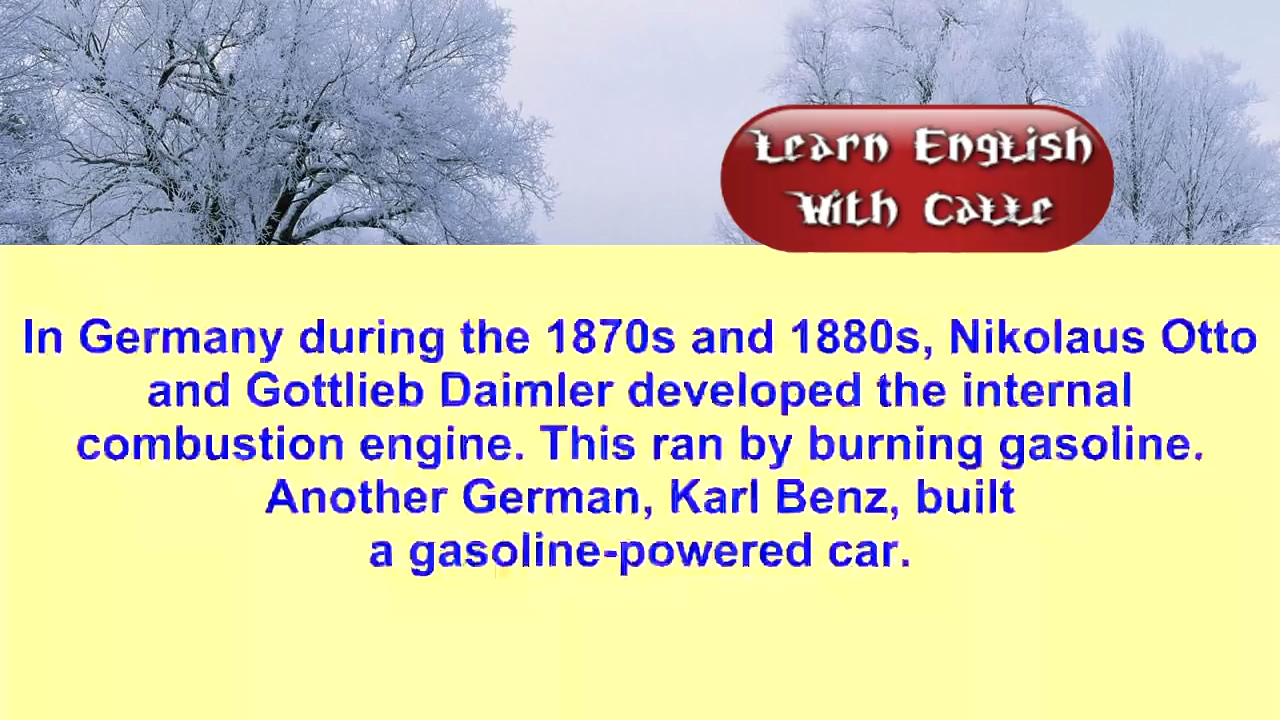 Learn English
With Calle
In Germany during the 1870s and 1880s, Nikolaus Otto
and Gottlieb Daimler developed the internal
combustion engine. This ran by burning gasoline.
Another German, Karl Benz, built
a gasoline-powered car.